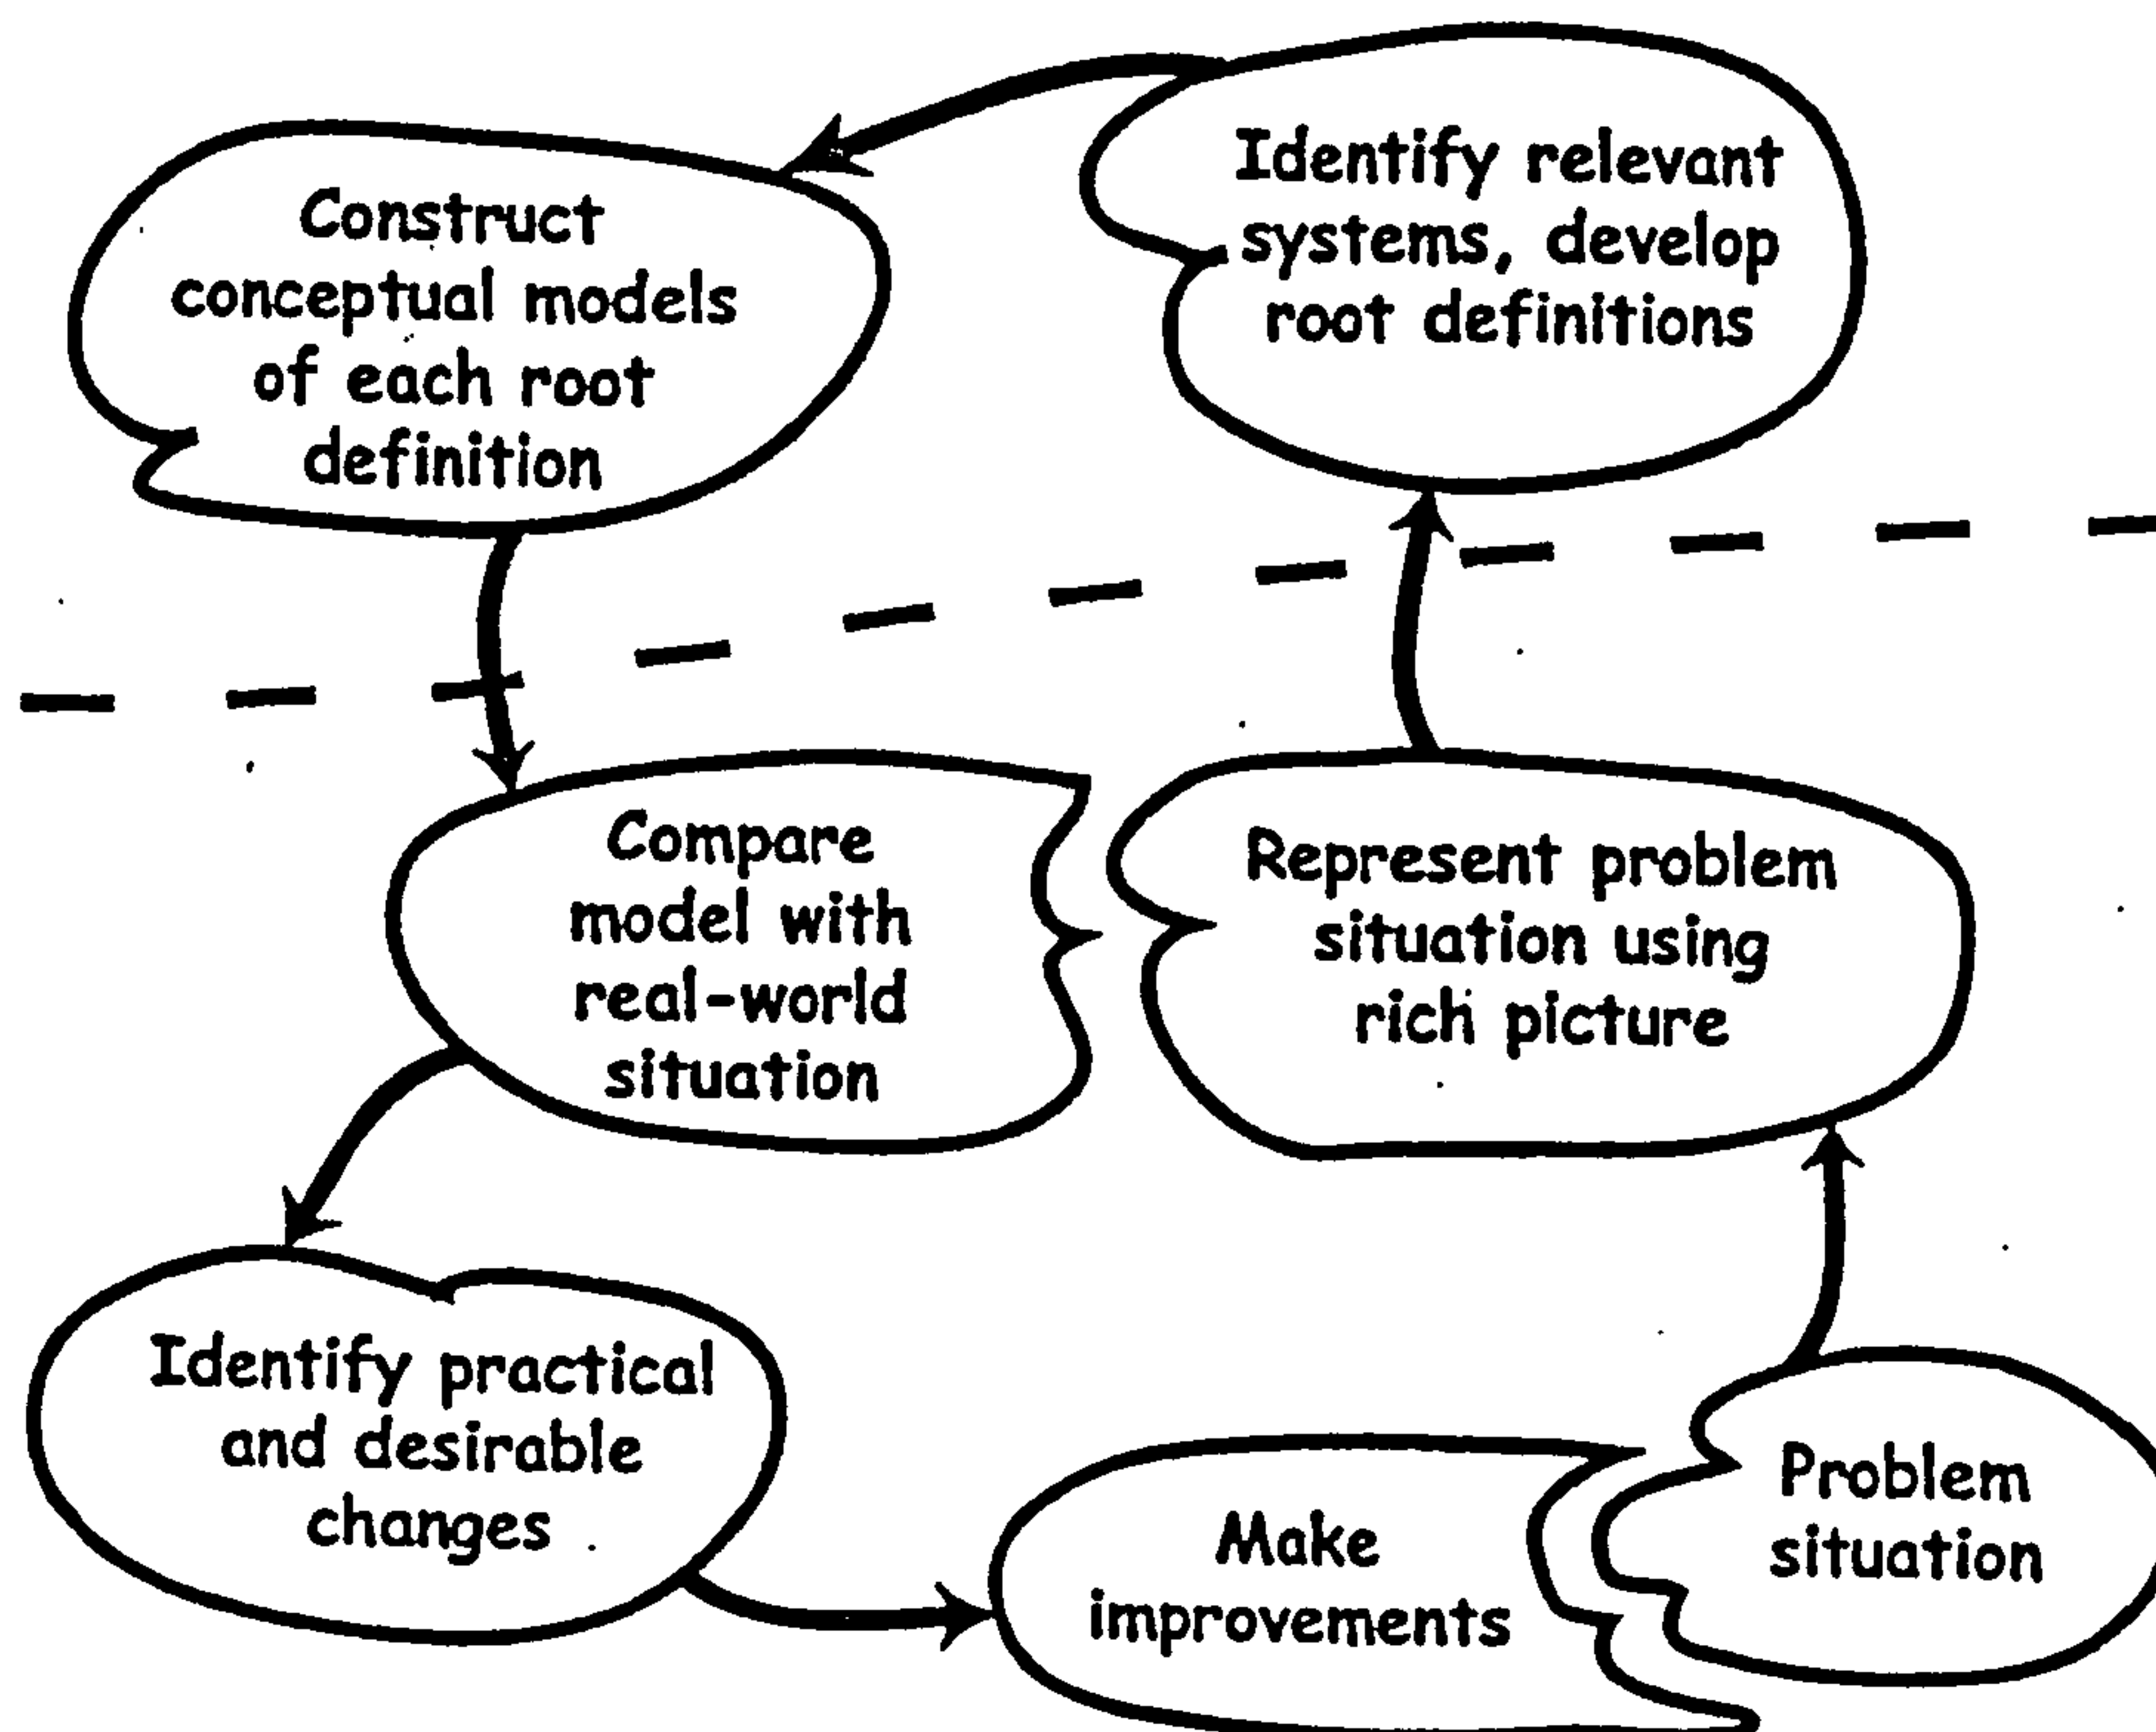 Identify relevant
systems, develop
root definitions
Construct
conceptual models
of each root
definition
Compare
model with
real-world
situation
Represent problem
situation using
rich picture
Identify practical
and desirable
changes
Make
improvements
Problem
situation